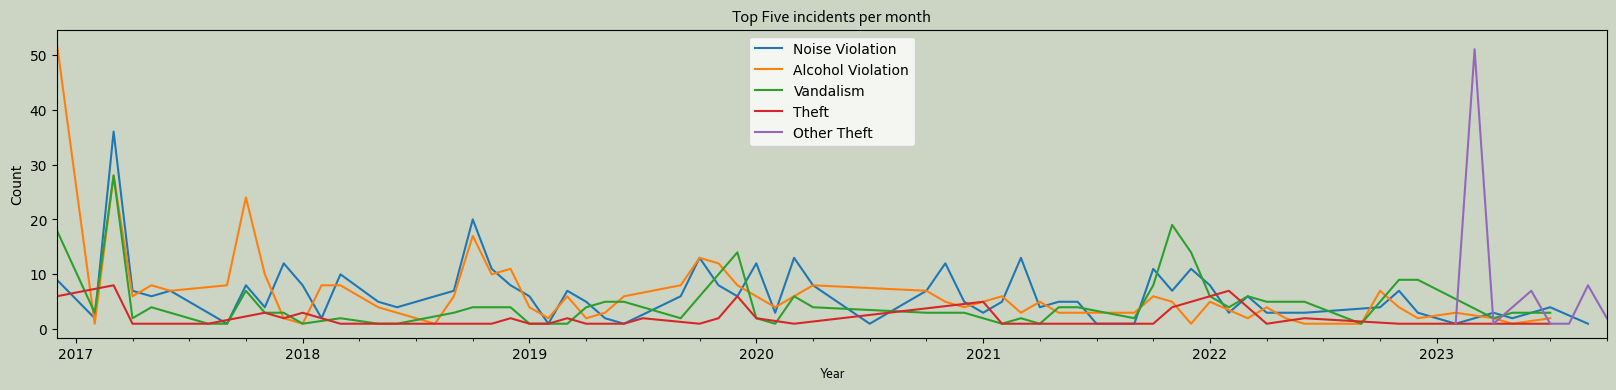 Top Five incidents per month
Noise Violation
Alcohol Violation
Vandalism
Theft
Other Theft
Count
50
40
30
20
10
0
2017 2018 2019 2020 2021 2022 2023
Year